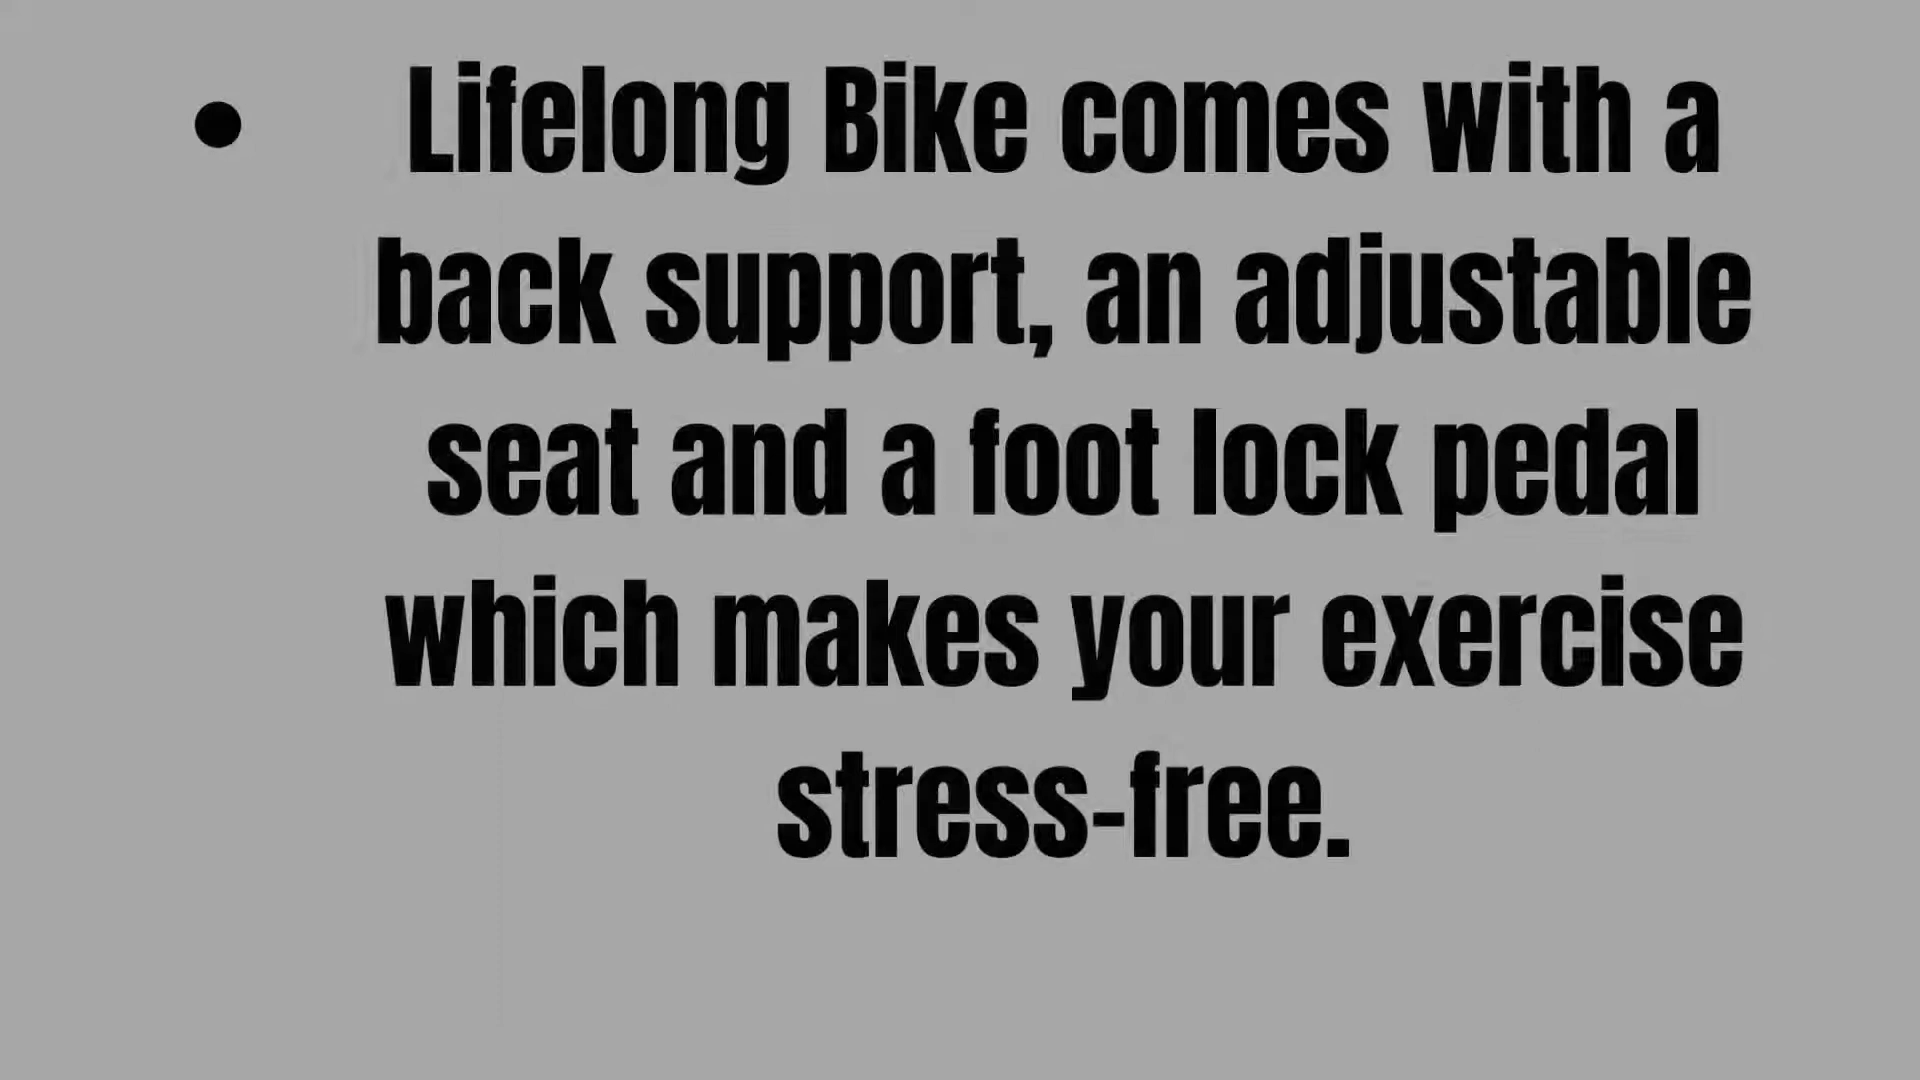 • Lifelong Bike comes with a
back support, an adjustable
seat and a foot lock pedal
which makes your exercise
stress-free.